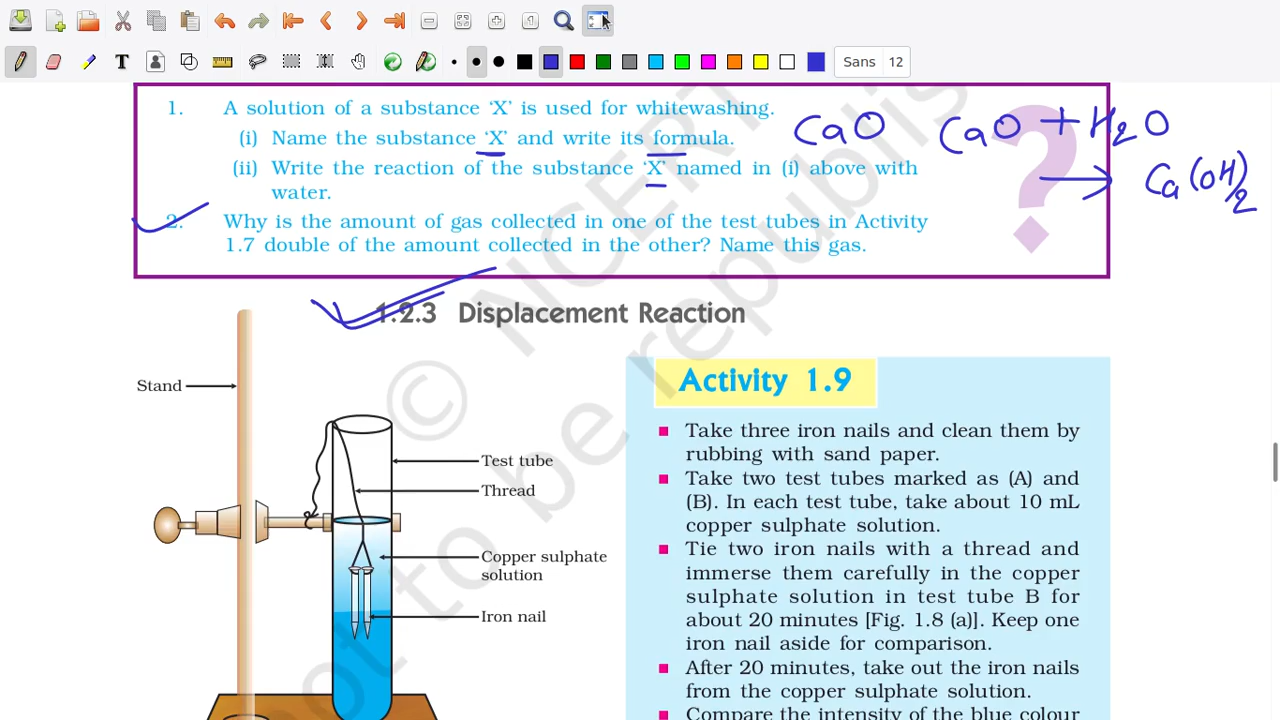 Sans 12
1. A solution of a substance ‘X’ is used for whitewashing.
(i) Name the substance ‘X’ and write its formula.
(ii) Write the reaction of the substance ‘X’ named in (i) above with
water.
CaO CaO + H2O
→ Ca(OH)2
2. Why is the amount of gas collected in one of the test tubes in Activity
1.7 double of the amount collected in the other? Name this gas.
?
1.2.3 Displacement Reaction
Stand
Test tube
Thread
Copper sulphate
solution
Iron nail
Activity 1.9
Take three iron nails and clean them by
rubbing with sand paper.
Take two test tubes marked as (A) and
(B). In each test tube, take about 10 mL
copper sulphate solution.
Tie two iron nails with a thread and
immerse them carefully in the copper
sulphate solution in test tube B for
about 20 minutes [Fig. 1.8 (a)]. Keep one
iron nail aside for comparison.
After 20 minutes, take out the iron nails
from the copper sulphate solution.
Compare the intensity of the blue colour
© NCERT
not to be republis